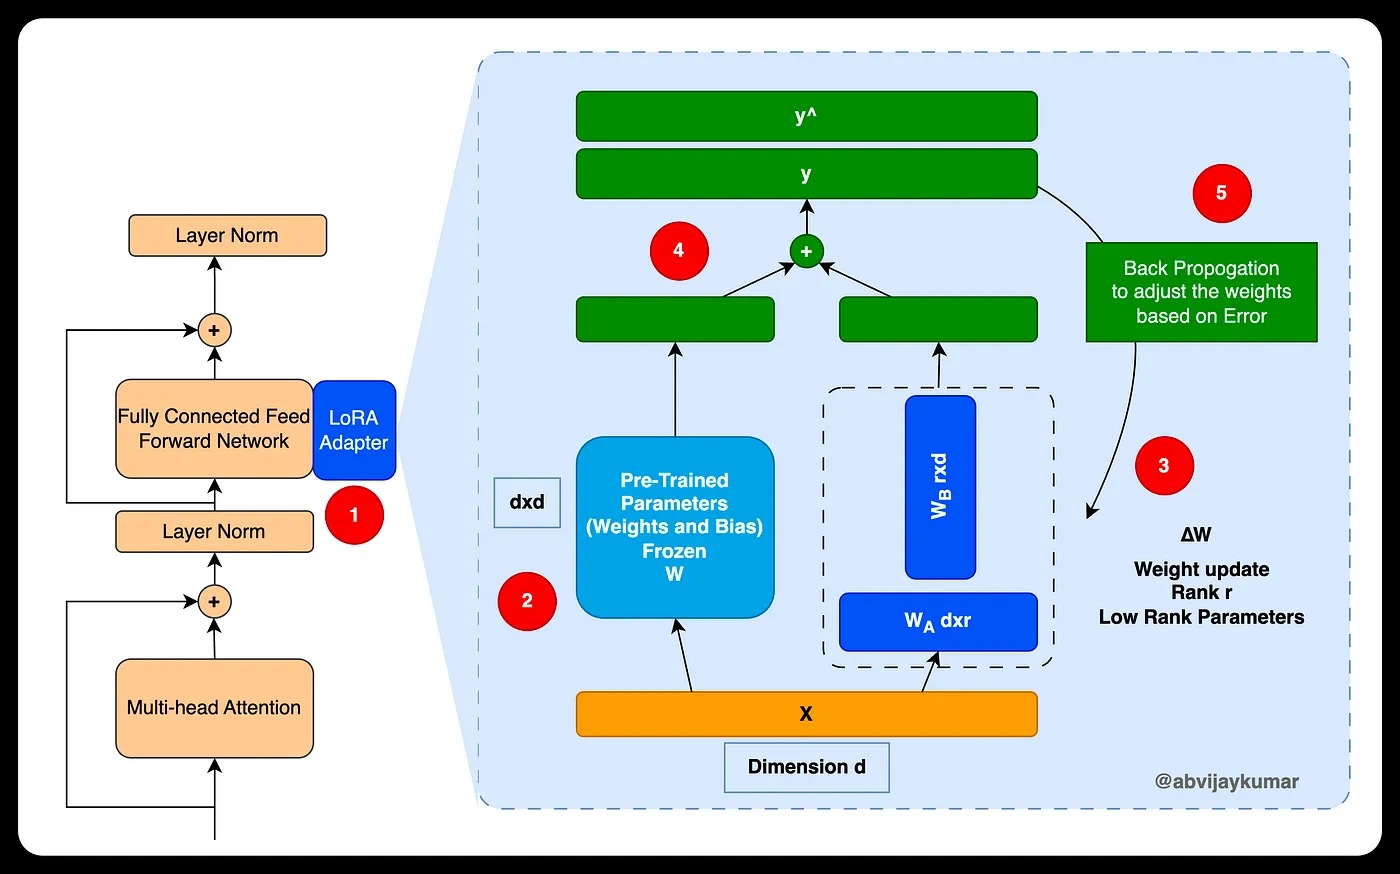 Layer Norm
+
Fully Connected Feed
Forward Network
LoRA
Adapter
1
Layer Norm
+
Multi-head Attention
y^
y
4
+
5
Back Propogation
to adjust the weights
based on Error
dxd
2
Pre-Trained
Parameters
(Weights and Bias)
Frozen
W
WB rxd
WA dxr
3
ΔW
Weight update
Rank r
Low Rank Parameters
X
Dimension d
@abvijaykumar